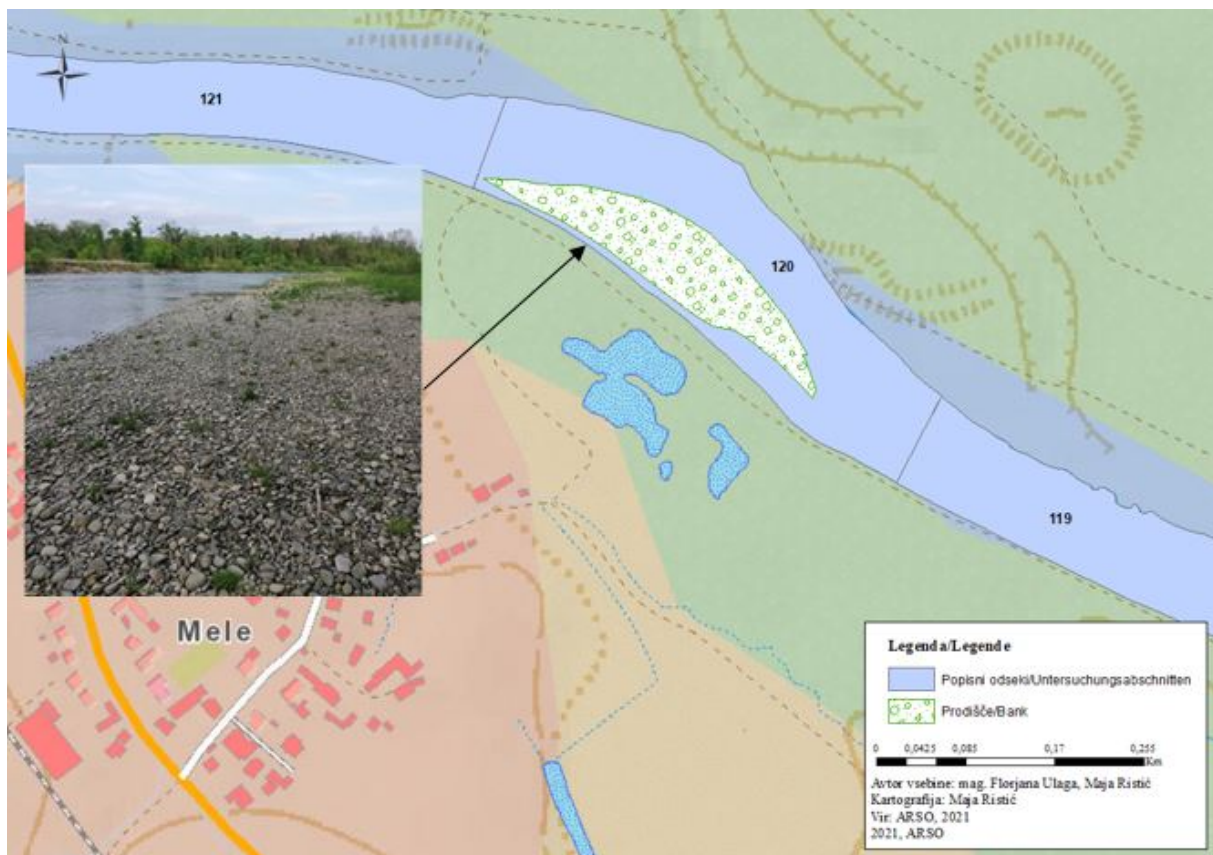 N
121
120
119
Mele
Legenda/Legende
Popisni odseki/Untersuchungsabschnitten
Prodišče/Bank
0 0,0425 0,085 0,17 0,255
Km
Avtor vsebine: mag. Florjana Ulaga, Maja Ristić
Kartografija: Maja Ristić
Vir: ARSO, 2021
2021, ARSO